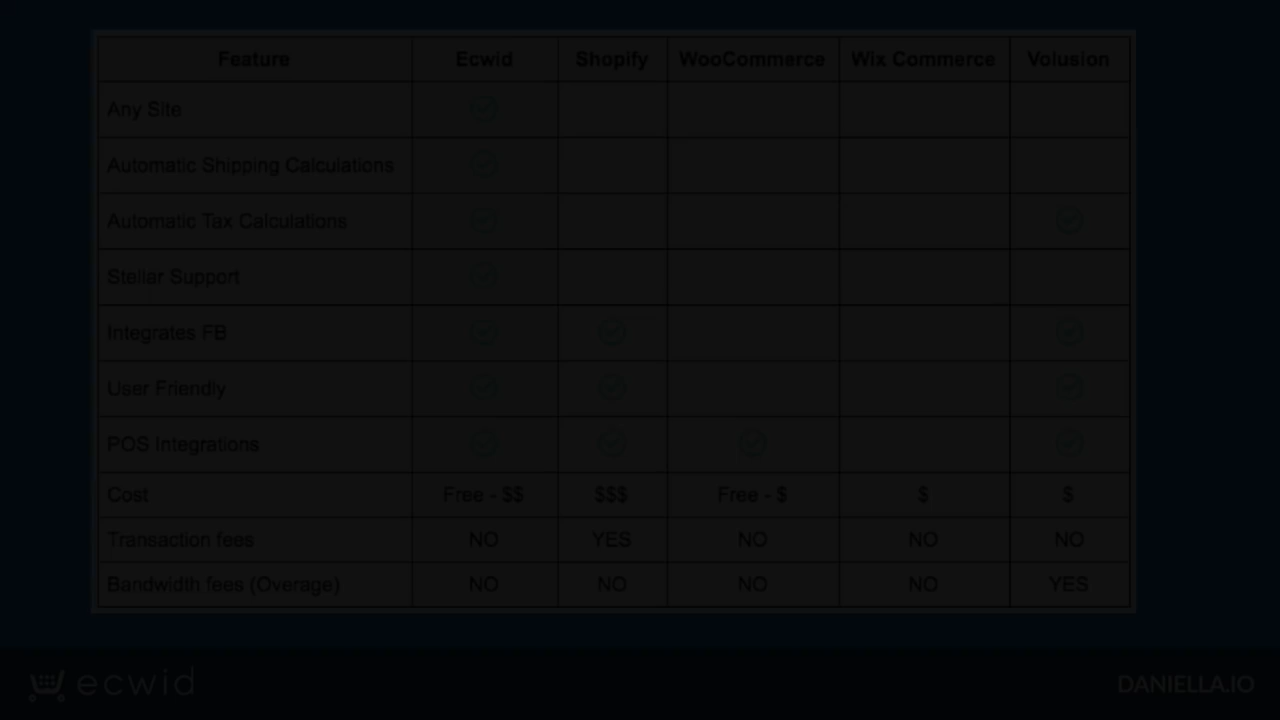 Feature Ecwid Shopify WooCommerce Wix Commerce Volusion
Any Site
Automatic Shipping Calculations
Automatic Tax Calculations
Stellar Support
Integrates FB
User Friendly
POS Integrations
Cost Free - $$ $$$ Free - $ $ $
Transaction fees NO YES NO NO NO
Bandwidth fees (Overage) NO NO NO NO YES
ecwid DANIELLA.IO